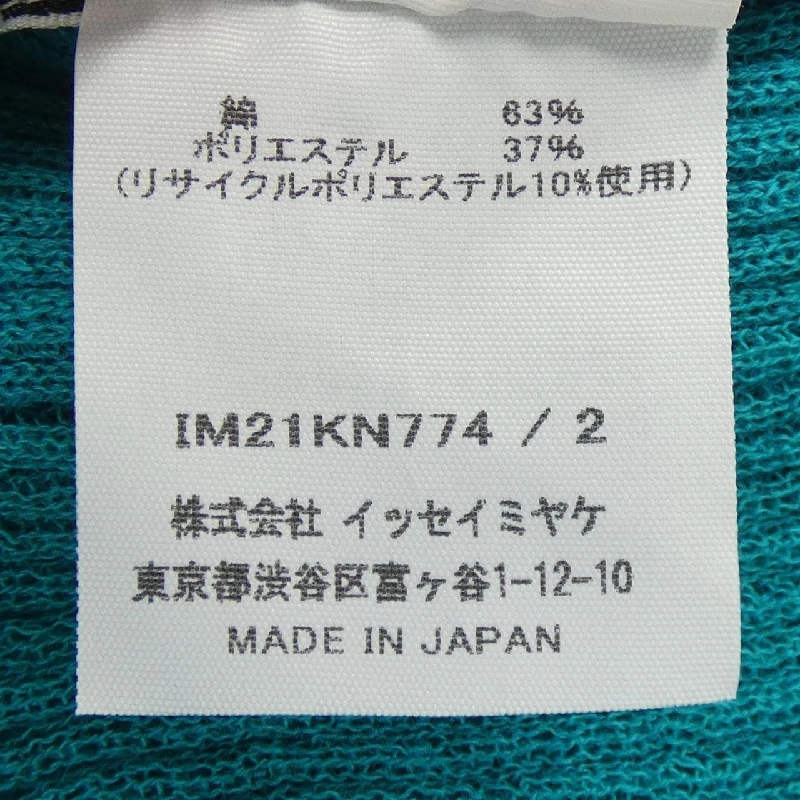 綿 63%
ポリエステル 37%
(リサイクルポリエステル10%使用)
IM21KN774 / 2
株式会社 イッセイミヤケ
東京都渋谷区富ヶ谷1-12-10
MADE IN JAPAN